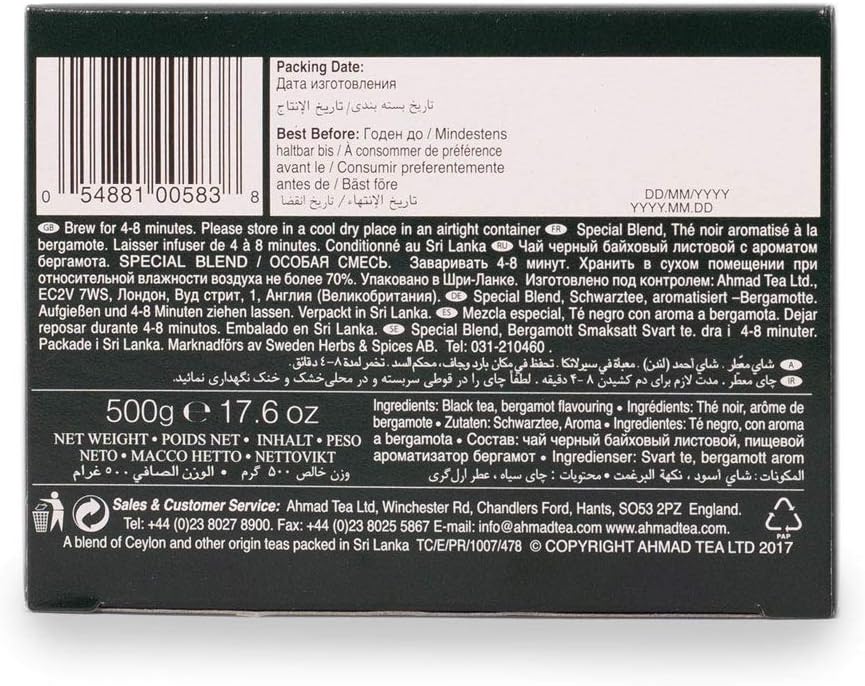 0 54881 00583 8
Packing Date:
Дата изготовления
تاریخ بسته بندی/ تاريخ الإنتاج
Best Before: Годен до / Mindestens
haltbar bis / À consommer de préférence
avant le / Consumir preferentemente
antes de / Bäst före
تاريخ الإنتهاء/ تاریخ انقضا
DD/MM/YYYY
YYYY.MM.DD
GB Brew for 4-8 minutes. Please store in a cool dry place in an airtight container FR Special Blend, Thé noir aromatisé à la
bergamote. Laisser infuser de 4 à 8 minutes. Conditionné au Sri Lanka RU Чай черный байховый листовой с ароматом
бергамота. SPECIAL BLEND / ОСОБАЯ СМЕСЬ. Заваривать 4-8 минут. Хранить в сухом помещении при
относительной влажности воздуха не более 70%. Упаковано в Шри-Ланке. Изготовлено под контролем: Ahmad Tea Ltd.,
EC2V 7WS, Лондон, Вуд стрит, 1, Англия (Великобритания). DE Special Blend, Schwarztee, aromatisiert –Bergamotte.
Aufgießen und 4-8 Minuten ziehen lassen. Verpackt in Sri Lanka. ES Mezcla especial, Té negro con aroma a bergamota. Dejar
reposar durante 4-8 minutos. Embalado en Sri Lanka. SE Special Blend, Bergamott Smaksatt Svart te. dra i 4-8 minuter.
Packade i Sri Lanka. Marknadförs av Sweden Herbs & Spices AB. Tel: 031-210460 .
A شاي معطّر. شاي أحمد (لندن). معبأة في سيرلانكا. تحفظ في مكان بارد وجاف، محكم السد. تخمر لمدة ٨-٤ دقائق.
IR چای معطر. مدت لازم برای دم کشیدن ۸-۴ دقیقه. لطفاً چای را در قوطی سربسته و در محلی خشک و خنک نگهداری نمائید.
500g ℮ 17.6 oz
NET WEIGHT • POIDS NET • INHALT • PESO
NETO • МАССО НЕТТО • NETTOVIKT
وزن خالص ۵۰۰ گرم • الوزن الصافي ٥٠٠ غرام
Ingredients: Black tea, bergamot flavouring • Ingrédients: Thé noir, arôme de
bergamote • Zutaten: Schwarztee, Aroma • Ingredientes: Té negro, con aroma
a bergamota • Состав: чай черный байховый листовой, пищевой
ароматизатор бергамот • Ingredienser: Svart te, bergamott arom
المكونات: شاي أسود، نكهة البرغمت • محتویات : چای سیاه ، عطر ارل گری
Sales & Customer Service: Ahmad Tea Ltd, Winchester Rd, Chandlers Ford, Hants, SO53 2PZ England.
Tel: +44 (0)23 8027 8900. Fax: +44 (0)23 8025 5867 E-mail: info@ahmadtea.com www.ahmadtea.com.
A blend of Ceylon and other origin teas packed in Sri Lanka TC/E/PR/1007/478 © COPYRIGHT AHMAD TEA LTD 2017
PAP